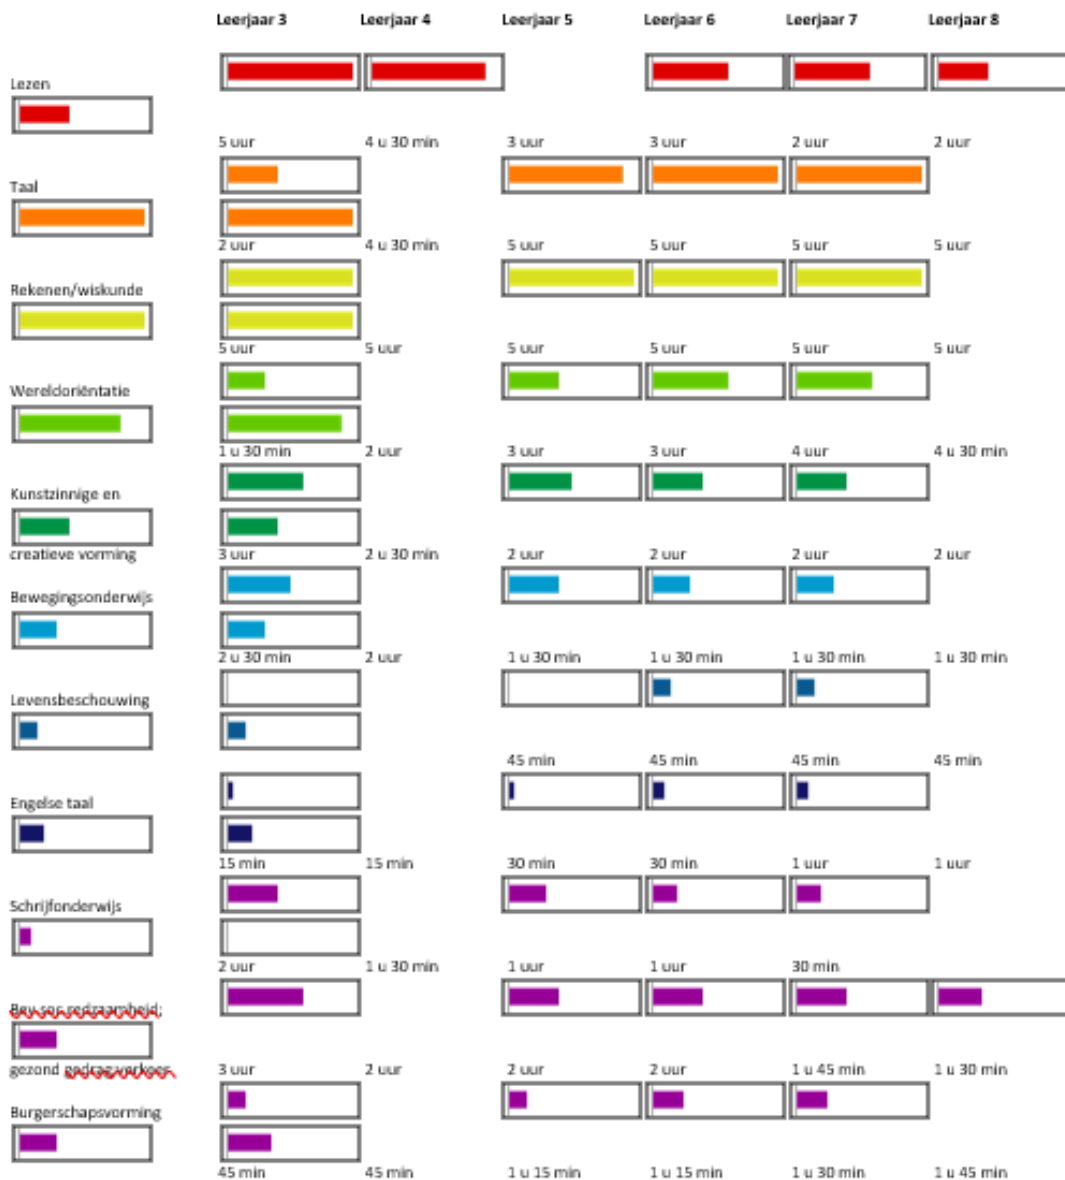 Leerjaar 3 Leerjaar 4 Leerjaar 5 Leerjaar 6 Leerjaar 7 Leerjaar 8
Lezen
5 uur 4 u 30 min 3 uur 3 uur 2 uur 2 uur
Taal
2 uur 4 u 30 min 5 uur 5 uur 5 uur 5 uur
Rekenen/wiskunde
5 uur 5 uur 5 uur 5 uur 5 uur 5 uur
Wereldoriëntatie
1 u 30 min 2 uur 3 uur 3 uur 4 uur 4 u 30 min
Kunstzinnige en
creatieve vorming 3 uur 2 u 30 min 2 uur 2 uur 2 uur 2 uur
Bewegingsonderwijs
2 u 30 min 2 uur 1 u 30 min 1 u 30 min 1 u 30 min 1 u 30 min
Levensbeschouwing
45 min 45 min 45 min 45 min
Engelse taal
15 min 15 min 30 min 30 min 1 uur 1 uur
Schrijfonderwijs
2 uur 1 u 30 min 1 uur 1 uur 30 min
Bev soc redzaamheid;
gezond gedrag;verkeer 3 uur 2 uur 2 uur 2 uur 1 u 45 min 1 u 30 min
Burgerschapsvorming
45 min 45 min 1 u 15 min 1 u 15 min 1 u 30 min 1 u 45 min